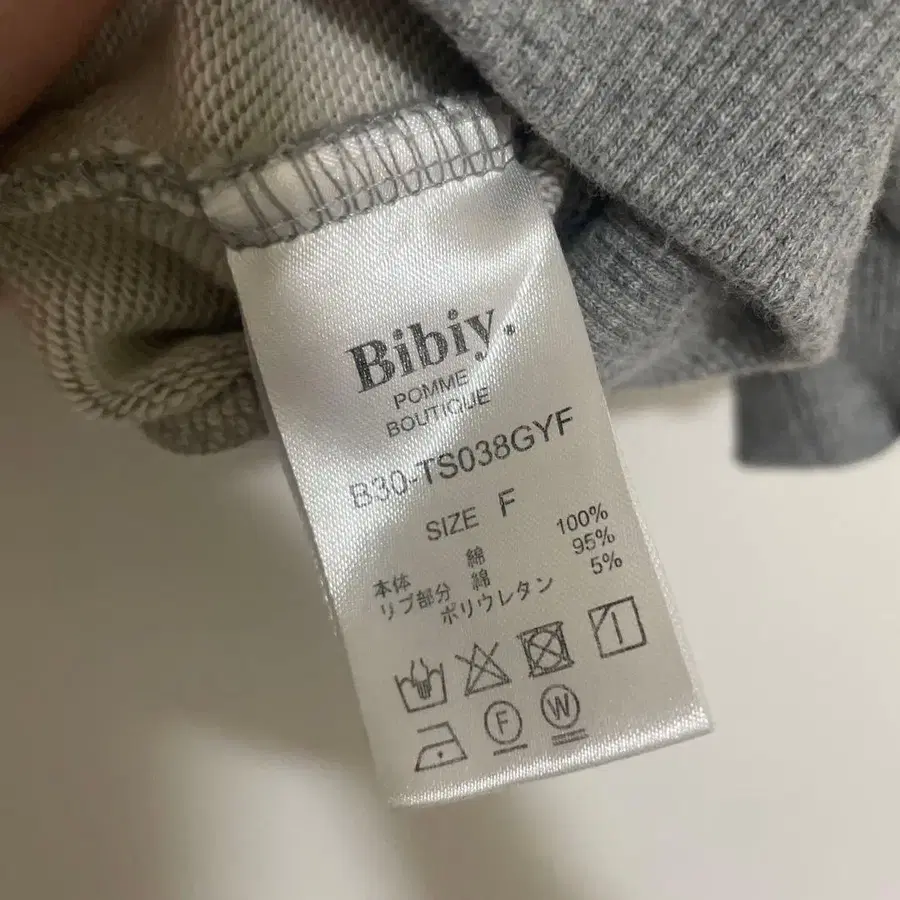 Bibiy.
POMME
BOUTIQUE
B30-TS038GYF
SIZE F
本体 綿 100%
リブ部分 綿 95%
ポリウレタン 5%
F W